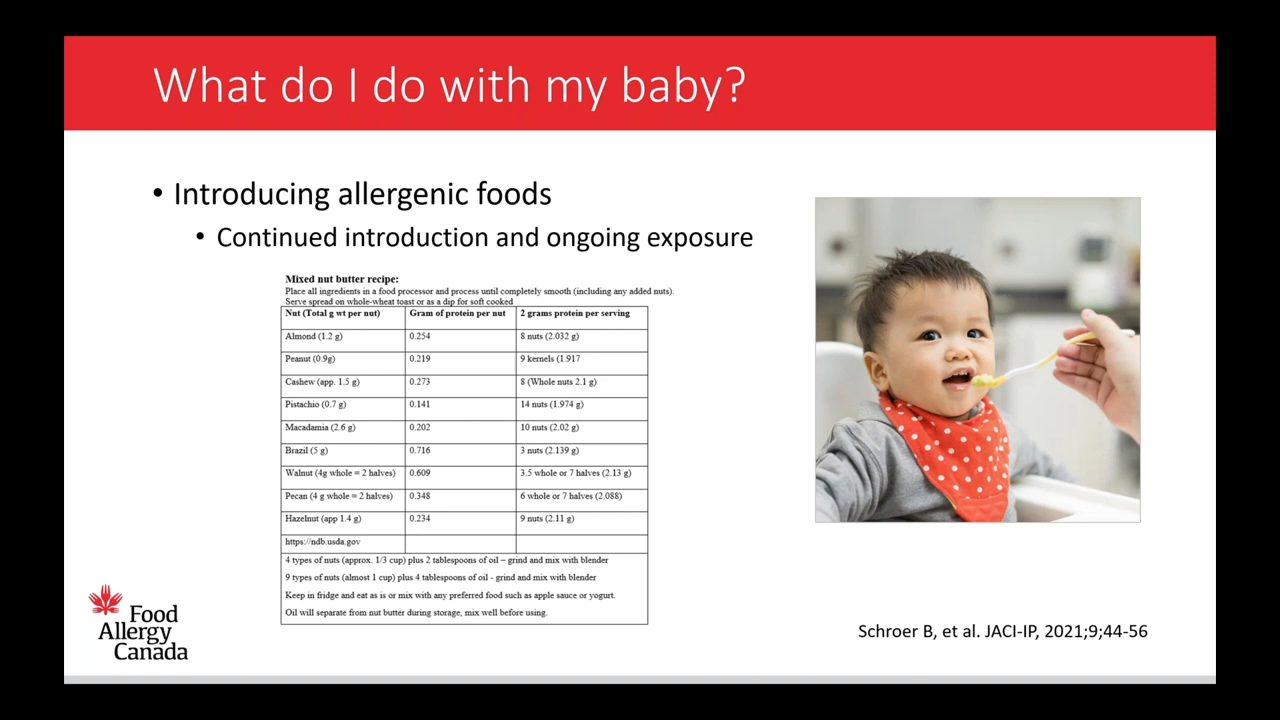 What do I do with my baby?
• Introducing allergenic foods
• Continued introduction and ongoing exposure
Mixed nut butter recipe:
Place all ingredients in a food processor and process until completely smooth (including any added nuts).
Serve spread on whole-wheat toast or as a dip for soft cooked
Nut (Total g wt per nut) Gram of protein per nut 2 grams protein per serving
Almond (1.2 g) 0.254 8 nuts (2.032 g)
Peanut (0.9g) 0.219 9 kernels (1.917
Cashew (app. 1.5 g) 0.273 8 (Whole nuts 2.1 g)
Pistachio (0.7 g) 0.141 14 nuts (1.974 g)
Macadamia (2.6 g) 0.202 10 nuts (2.02 g)
Brazil (5 g) 0.716 3 nuts (2.139 g)
Walnut (4g whole = 2 halves) 0.609 3.5 whole or 7 halves (2.13 g)
Pecan (4 g whole = 2 halves) 0.348 6 whole or 7 halves (2.088)
Hazelnut (app 1.4 g) 0.234 9 nuts (2.11 g)
https://ndb.usda.gov
4 types of nuts (approx. 1/3 cup) plus 2 tablespoons of oil – grind and mix with blender
9 types of nuts (almost 1 cup) plus 4 tablespoons of oil - grind and mix with blender
Keep in fridge and eat as is or mix with any preferred food such as apple sauce or yogurt.
Oil will separate from nut butter during storage, mix well before using.
Food
Allergy
Canada
Schroer B, et al. JACI-IP, 2021;9;44-56